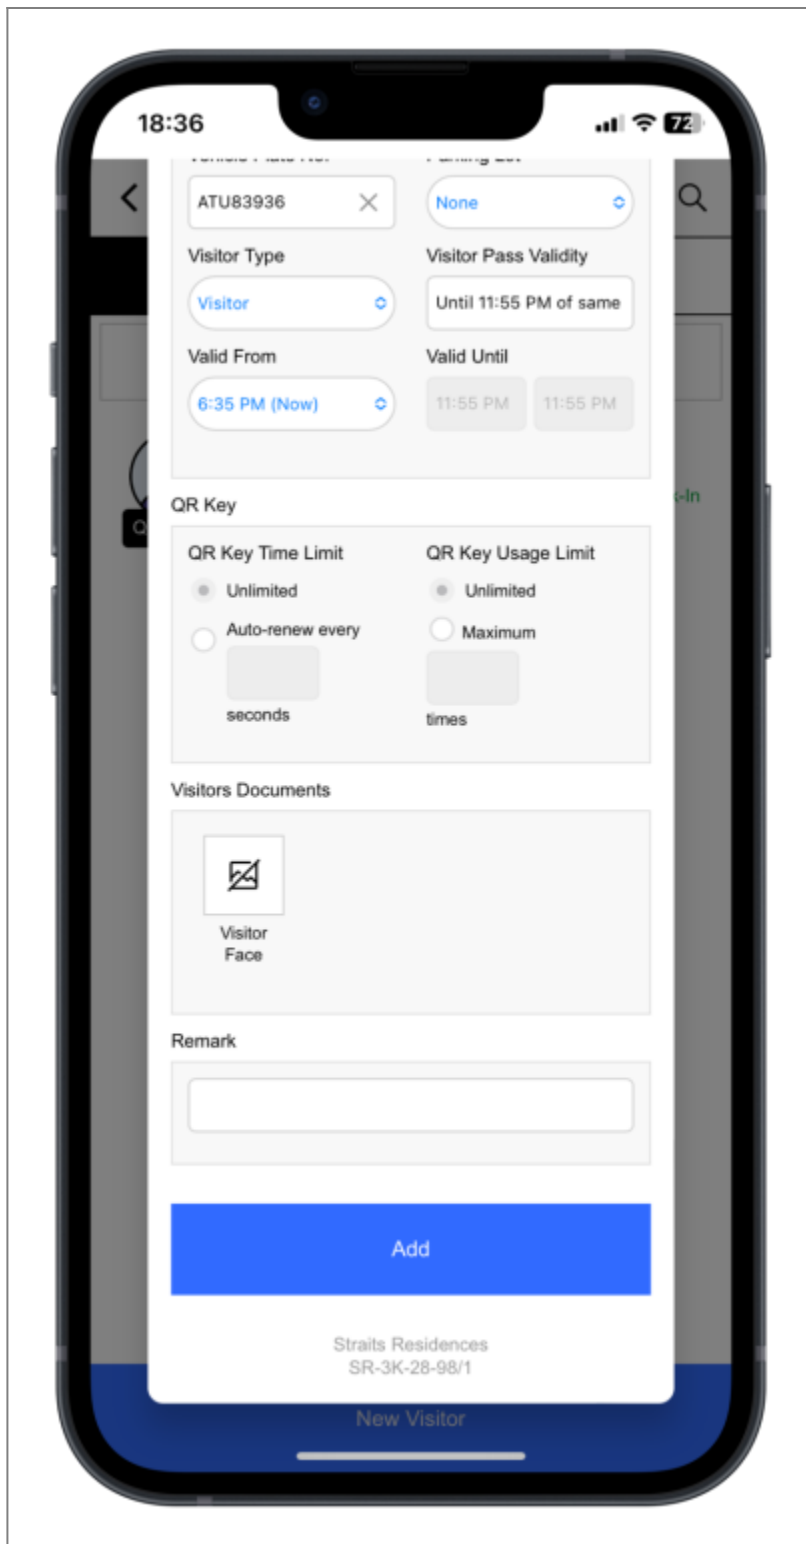 18:36
72
ATU83936
None
Visitor Type
Visitor Pass Validity
Visitor
Until 11:55 PM of same
Valid From
Valid Until
6:35 PM (Now)
11:55 PM
11:55 PM
-In
QR Key
Q
QR Key Time Limit
QR Key Usage Limit
Unlimited
Unlimited
Auto-renew every
Maximum
seconds
times
Visitors Documents
Visitor
Face
Remark
Add
Straits Residences
SR-3K-28-98/1
New Visitor